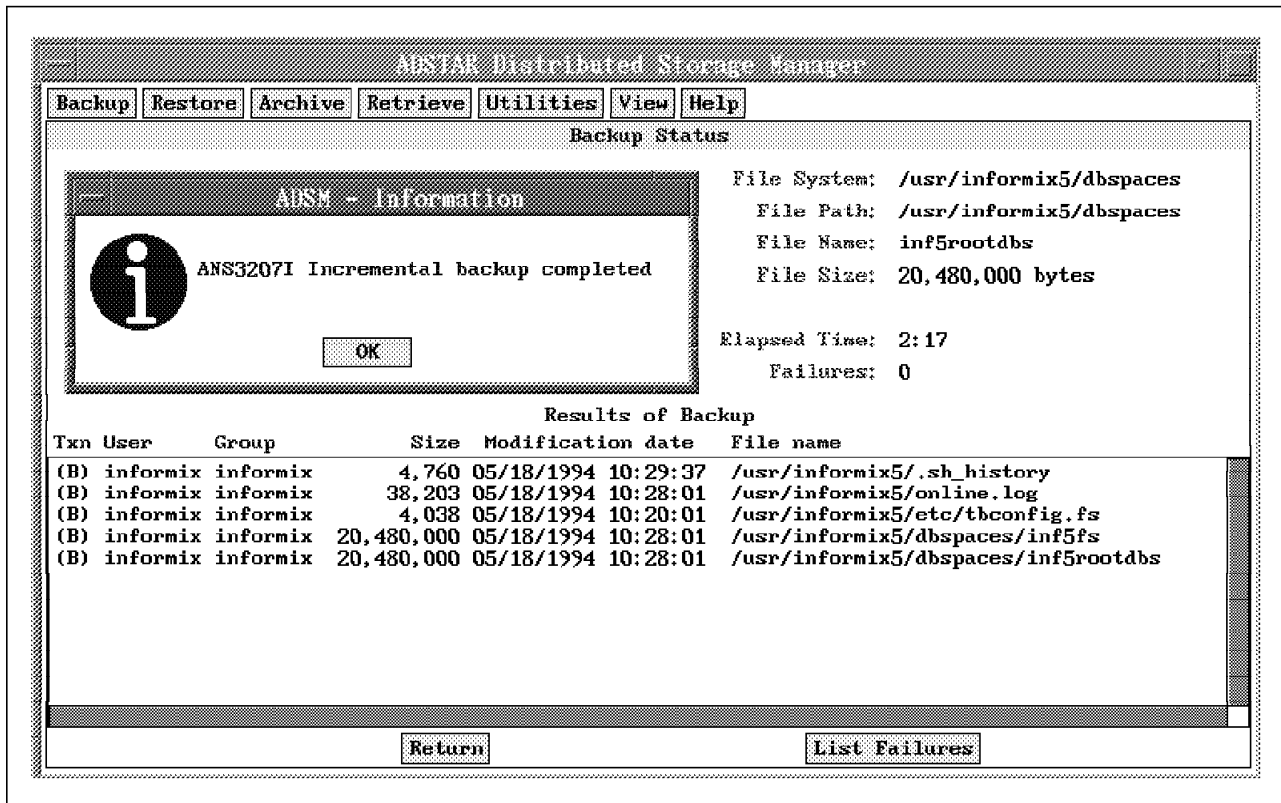 ADSTAR Distributed Storage Manager
Backup Restore Archive Retrieve Utilities View Help
Backup Status
ADSM - Information
ANS3207I Incremental backup completed
OK
File System: /usr/informix5/dbspaces
File Path: /usr/informix5/dbspaces
File Name: inf5rootdbs
File Size: 20,480,000 bytes
Elapsed Time: 2:17
Failures: 0
Results of Backup
Txn User Group Size Modification date File name
(B) informix informix 4,760 05/18/1994 10:29:37 /usr/informix5/.sh_history
(B) informix informix 38,203 05/18/1994 10:28:01 /usr/informix5/online.log
(B) informix informix 4,038 05/18/1994 10:20:01 /usr/informix5/etc/tbconfig.fs
(B) informix informix 20,480,000 05/18/1994 10:28:01 /usr/informix5/dbspaces/inf5fs
(B) informix informix 20,480,000 05/18/1994 10:28:01 /usr/informix5/dbspaces/inf5rootdbs
Return List Failures